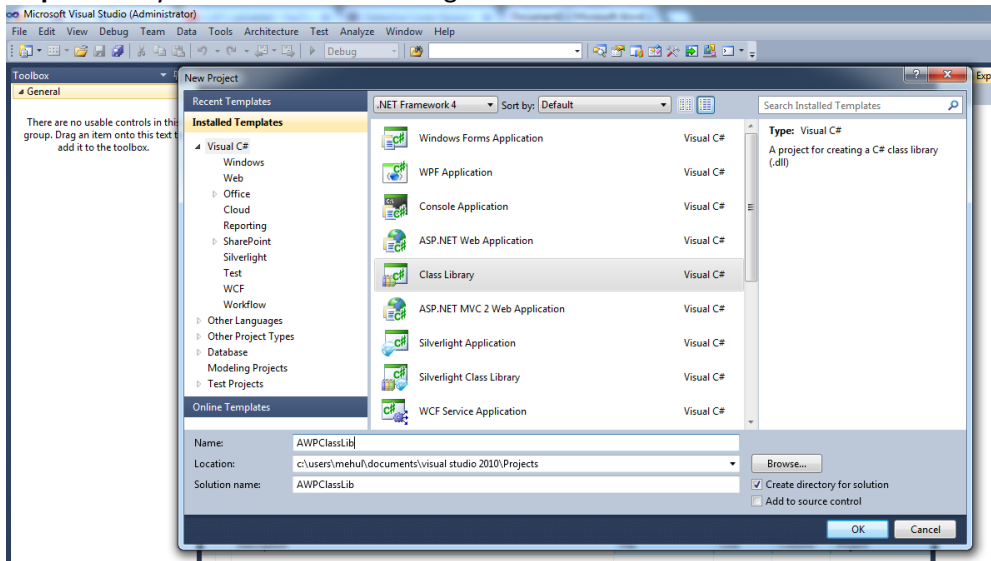 Microsoft Visual Studio (Administrator)
File Edit View Debug Team Data Tools Architecture Test Analyze Window Help
Debug
Toolbox
New Project
Exp
General
There are no usable controls in this
group. Drag an item onto this text t
add it to the toolbox.
Recent Templates
.NET Framework 4 Sort by: Default
Search Installed Templates
Installed Templates
Visual C#
Windows
Web
Office
Cloud
Reporting
SharePoint
Silverlight
Test
WCF
Workflow
Other Languages
Other Project Types
Database
Modeling Projects
Test Projects
Online Templates
Windows Forms Application Visual C#
WPF Application Visual C#
Console Application Visual C#
ASP.NET Web Application Visual C#
Class Library Visual C#
ASP.NET MVC 2 Web Application Visual C#
Silverlight Application Visual C#
Silverlight Class Library Visual C#
WCF Service Application Visual C#
Type: Visual C#
A project for creating a C# class library
(.dll)
Name: AWPClassLib
Location: c:\users\mehul\documents\visual studio 2010\Projects Browse...
Solution name: AWPClassLib
Create directory for solution
Add to source control
OK Cancel